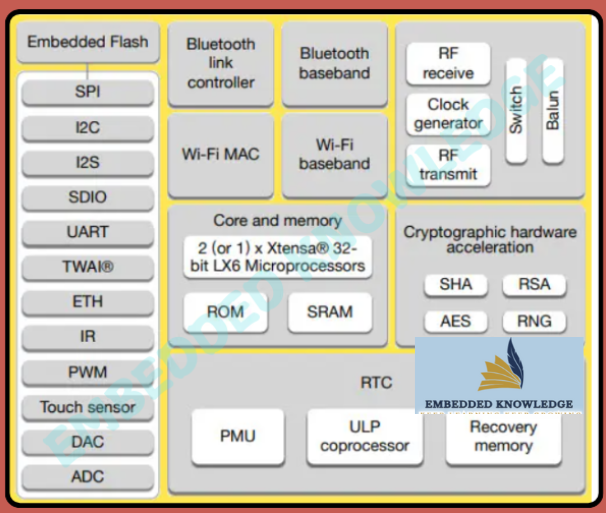 Embedded Flash
SPI
I2C
I2S
SDIO
UART
TWAI®
ETH
IR
PWM
Touch sensor
DAC
ADC
Bluetooth
link
controller
Bluetooth
baseband
Wi-Fi MAC
Wi-Fi
baseband
RF
receive
Clock
generator
RF
transmit
Switch
Balun
Core and memory
2 (or 1) x Xtensa® 32-
bit LX6 Microprocessors
ROM
SRAM
Cryptographic hardware
acceleration
SHA
RSA
AES
RNG
RTC
PMU
ULP
coprocessor
Recovery
memory
EMBEDDED KNOWLEDGE
EMBEDDED KNOWLEDGE